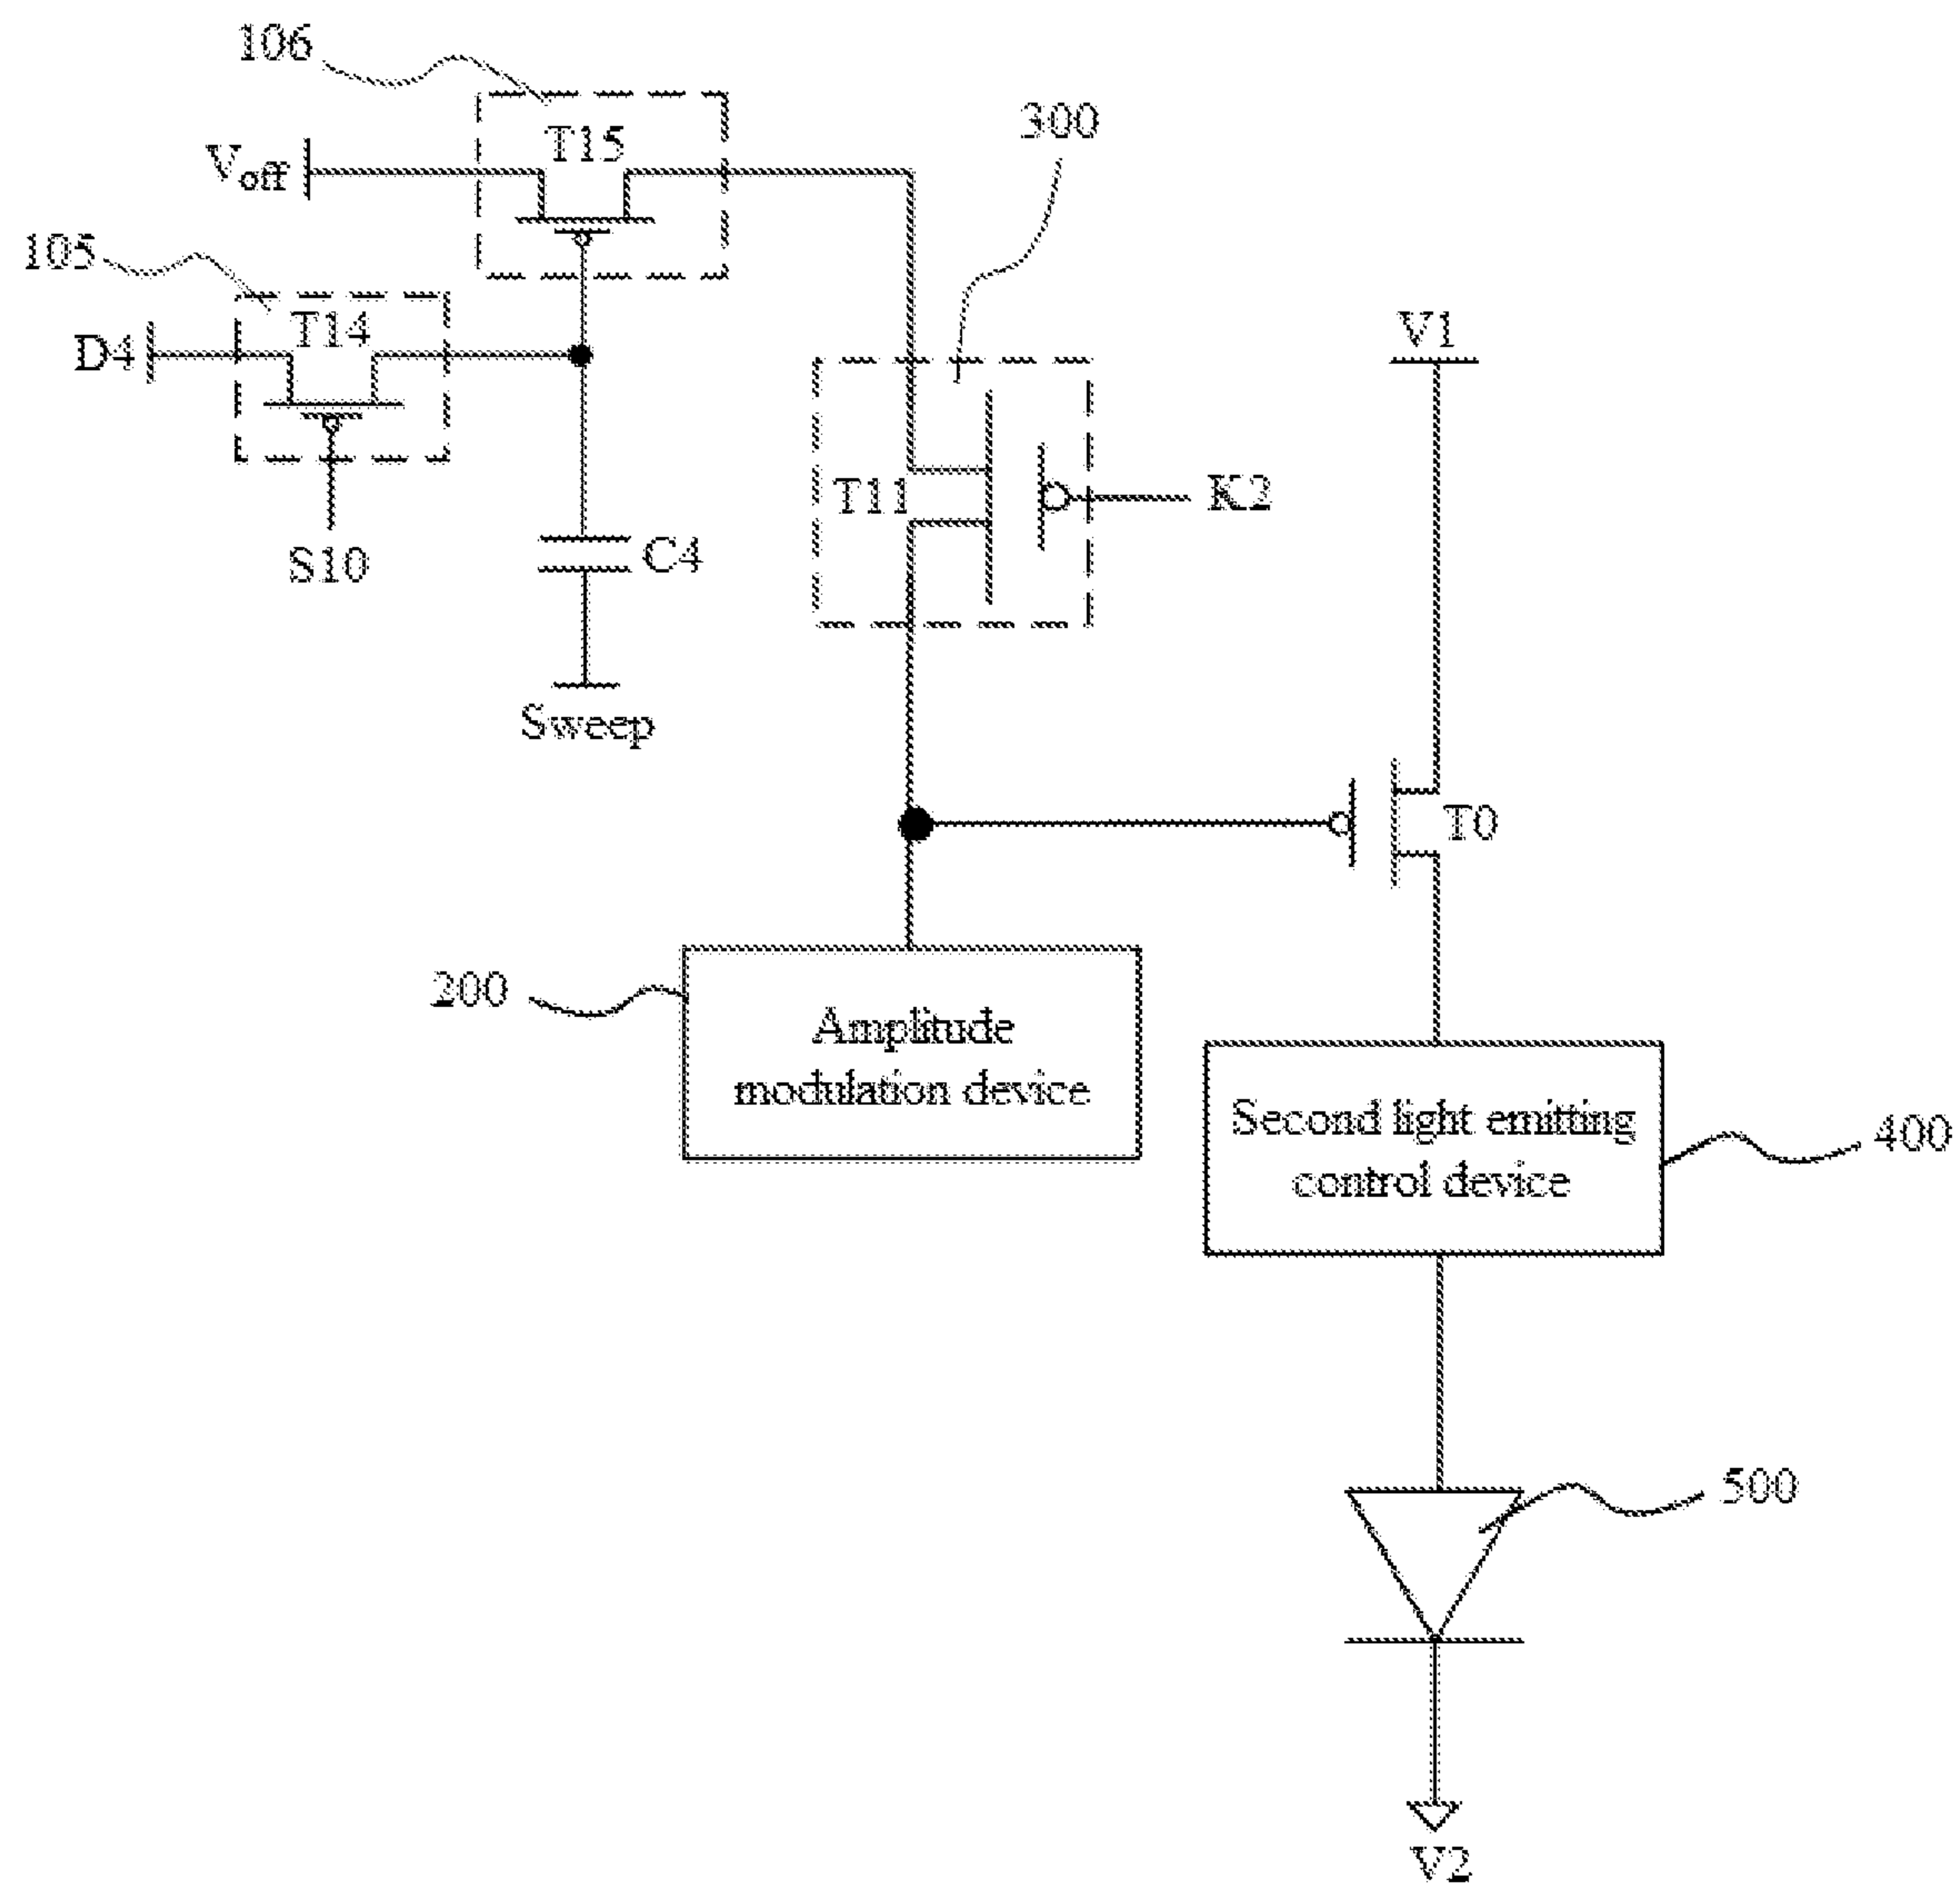 106
T15
300
Voff
105
T14
D4
V1
T11
K2
S10
C4
Sweep
T0
200
Amplitude
modulation device
Second light emitting
control device
400
500
V2